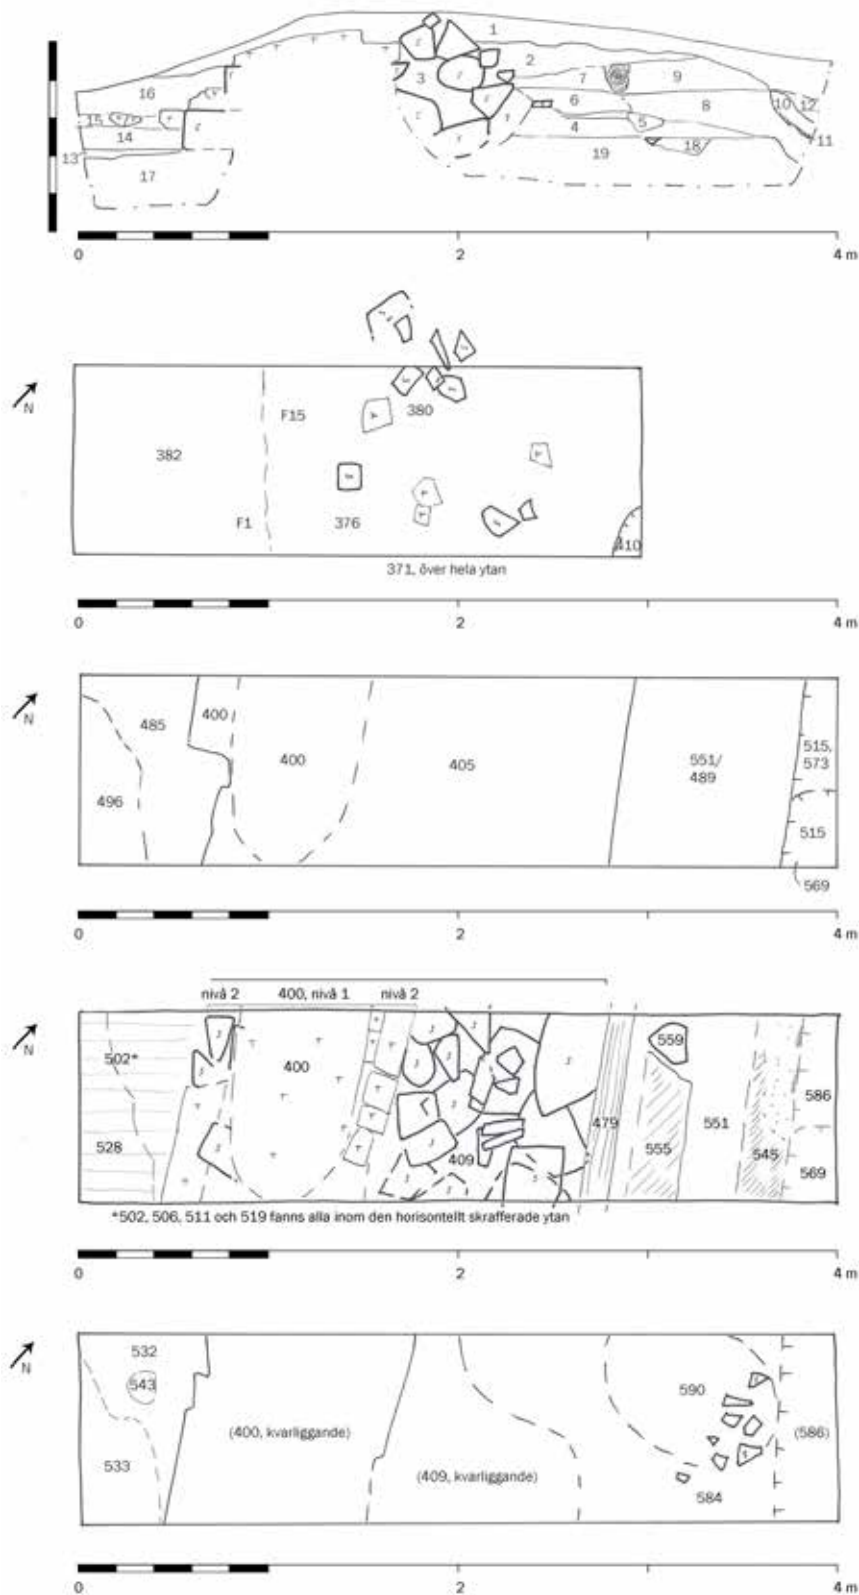 1
2
3
7
9
16
6
8
10 12
15
4
5
14
11
13
19
18
17
0 2 4 m
N
F15
380
382
F1
376
410
371, över hela ytan
0 2 4 m
N
485
400
400
405
551/
489
515,
573
496
515
569
0 2 4 m
nivå 2
400, nivå 1
nivå 2
N
502*
400
559
479
551
586
528
409
555
545
569
*502, 506, 511 och 519 fanns alla inom den horisontellt skrafferade ytan
0 2 4 m
N
532
543
590
(400, kvarliggande)
(586)
533
(409, kvarliggande)
584
0 2 4 m